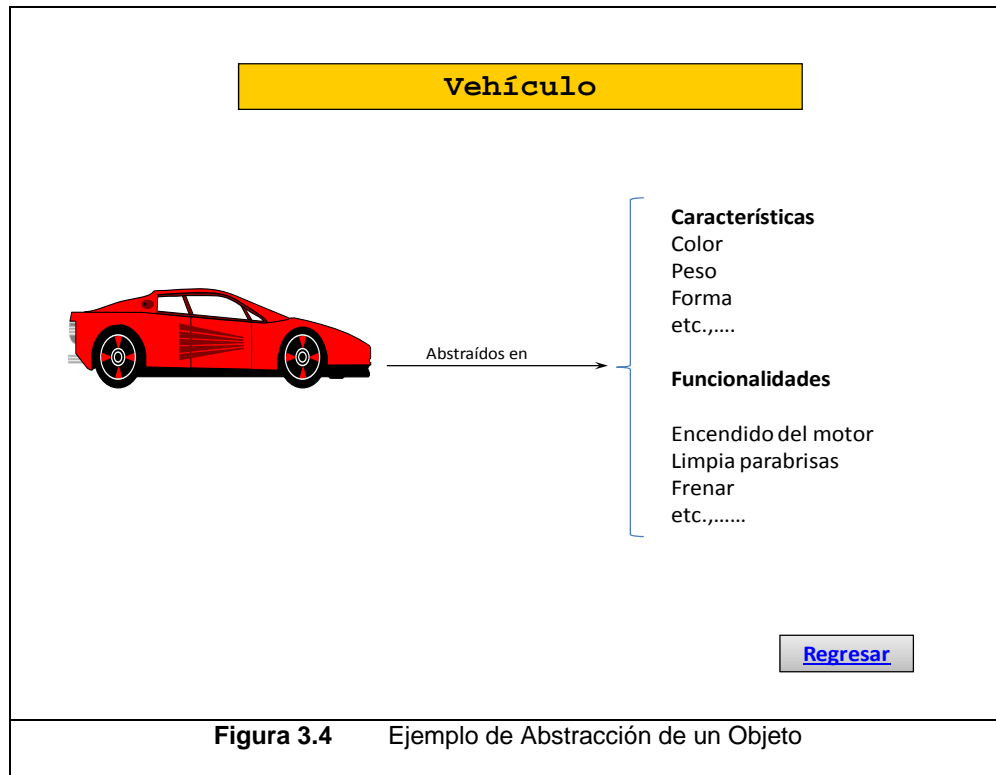 Vehículo
Característicias
Color
Peso
Forma
etc.,....
Abstraídos en
Funcionalidades
Encendido del motor
Limpia parabrisas
Frenar
etc.,......
Regresar
Figura 3.4 Ejemplo de Abstracción de un Objeto